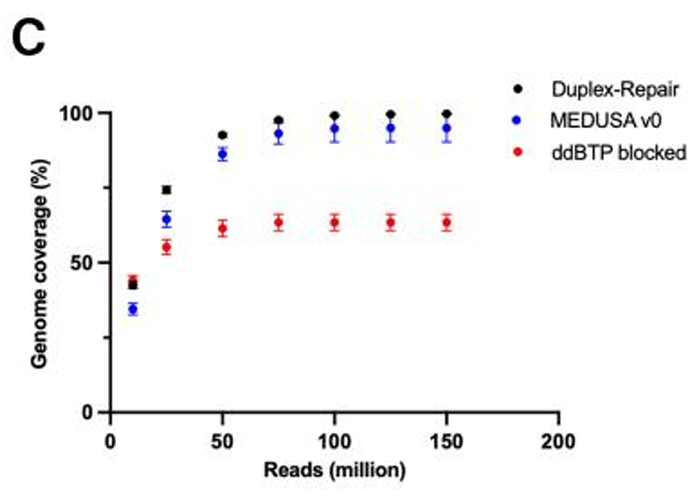 C
Duplex-Repair
MEDUSA v0
ddBTP blocked
100
50
0
Genome coverage (%)
0 50 100 150 200
Reads (million)